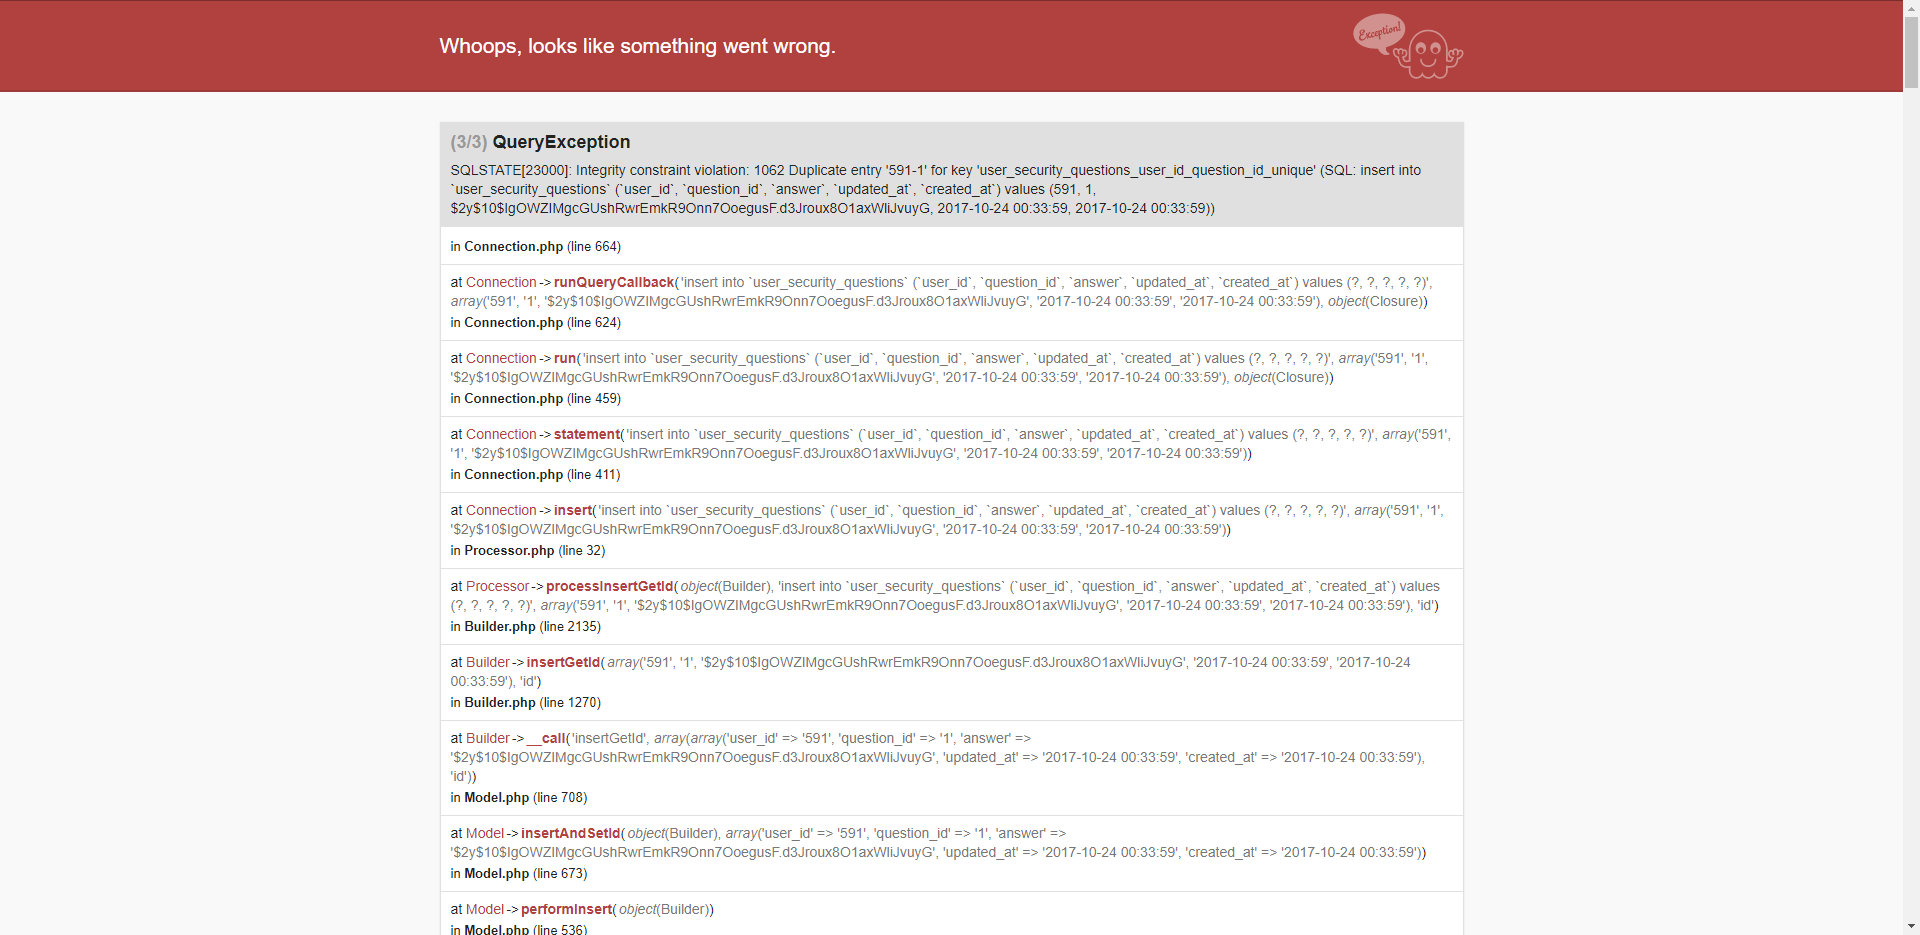 Whoops, looks like something went wrong.
Exception!
(3/3) QueryException
SQLSTATE[23000]: Integrity constraint violation: 1062 Duplicate entry '591-1' for key 'user_security_questions_user_id_question_id_unique' (SQL: insert into
`user_security_questions` (`user_id`, `question_id`, `answer`, `updated_at`, `created_at`) values (591, 1,
$2y$10$IgOWZIMgcGUshRwrEmkR9Onn7OoegusF.d3Jroux8O1axWIiJvuyG, 2017-10-24 00:33:59, 2017-10-24 00:33:59))
in Connection.php (line 664)
at Connection->runQueryCallback('insert into `user_security_questions` (`user_id`, `question_id`, `answer`, `updated_at`, `created_at`) values (?, ?, ?, ?, ?)',
array('591', '1', '$2y$10$IgOWZIMgcGUshRwrEmkR9Onn7OoegusF.d3Jroux8O1axWIiJvuyG', '2017-10-24 00:33:59', '2017-10-24 00:33:59'), object(Closure))
in Connection.php (line 624)
at Connection->run('insert into `user_security_questions` (`user_id`, `question_id`, `answer`, `updated_at`, `created_at`) values (?, ?, ?, ?, ?)', array('591', '1',
'$2y$10$IgOWZIMgcGUshRwrEmkR9Onn7OoegusF.d3Jroux8O1axWIiJvuyG', '2017-10-24 00:33:59', '2017-10-24 00:33:59'), object(Closure))
in Connection.php (line 459)
at Connection->statement('insert into `user_security_questions` (`user_id`, `question_id`, `answer`, `updated_at`, `created_at`) values (?, ?, ?, ?, ?)', array('591',
'1', '$2y$10$IgOWZIMgcGUshRwrEmkR9Onn7OoegusF.d3Jroux8O1axWIiJvuyG', '2017-10-24 00:33:59', '2017-10-24 00:33:59'))
in Connection.php (line 411)
at Connection->insert('insert into `user_security_questions` (`user_id`, `question_id`, `answer`, `updated_at`, `created_at`) values (?, ?, ?, ?, ?)', array('591', '1',
'$2y$10$IgOWZIMgcGUshRwrEmkR9Onn7OoegusF.d3Jroux8O1axWIiJvuyG', '2017-10-24 00:33:59', '2017-10-24 00:33:59'))
in Processor.php (line 32)
at Processor->processInsertGetId(object(Builder), 'insert into `user_security_questions` (`user_id`, `question_id`, `answer`, `updated_at`, `created_at`) values
(?, ?, ?, ?, ?)', array('591', '1', '$2y$10$IgOWZIMgcGUshRwrEmkR9Onn7OoegusF.d3Jroux8O1axWIiJvuyG', '2017-10-24 00:33:59', '2017-10-24 00:33:59'), 'id')
in Builder.php (line 2135)
at Builder->insertGetId(array('591', '1', '$2y$10$IgOWZIMgcGUshRwrEmkR9Onn7OoegusF.d3Jroux8O1axWIiJvuyG', '2017-10-24 00:33:59', '2017-10-24
00:33:59'), 'id')
in Builder.php (line 1270)
at Builder->__call('insertGetId', array(array('user_id' => '591', 'question_id' => '1', 'answer' =>
'$2y$10$IgOWZIMgcGUshRwrEmkR9Onn7OoegusF.d3Jroux8O1axWIiJvuyG', 'updated_at' => '2017-10-24 00:33:59', 'created_at' => '2017-10-24 00:33:59'),
'id'))
in Model.php (line 708)
at Model->insertAndSetId(object(Builder), array('user_id' => '591', 'question_id' => '1', 'answer' =>
'$2y$10$IgOWZIMgcGUshRwrEmkR9Onn7OoegusF.d3Jroux8O1axWIiJvuyG', 'updated_at' => '2017-10-24 00:33:59', 'created_at' => '2017-10-24 00:33:59'))
in Model.php (line 673)
at Model->performInsert(object(Builder))
in Model.php (line 536)